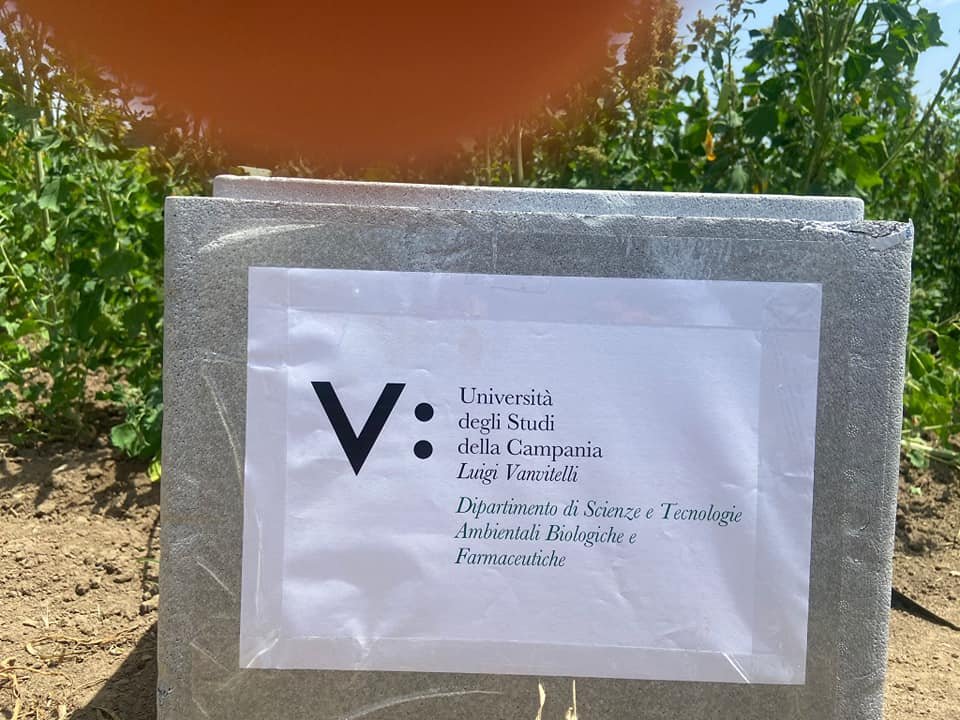 V:
Università
degli Studi
della Campania
Luigi Vanvitelli
Dipartimento di Scienze e Tecnologie
Ambientali Biologiche e
Farmaceutiche